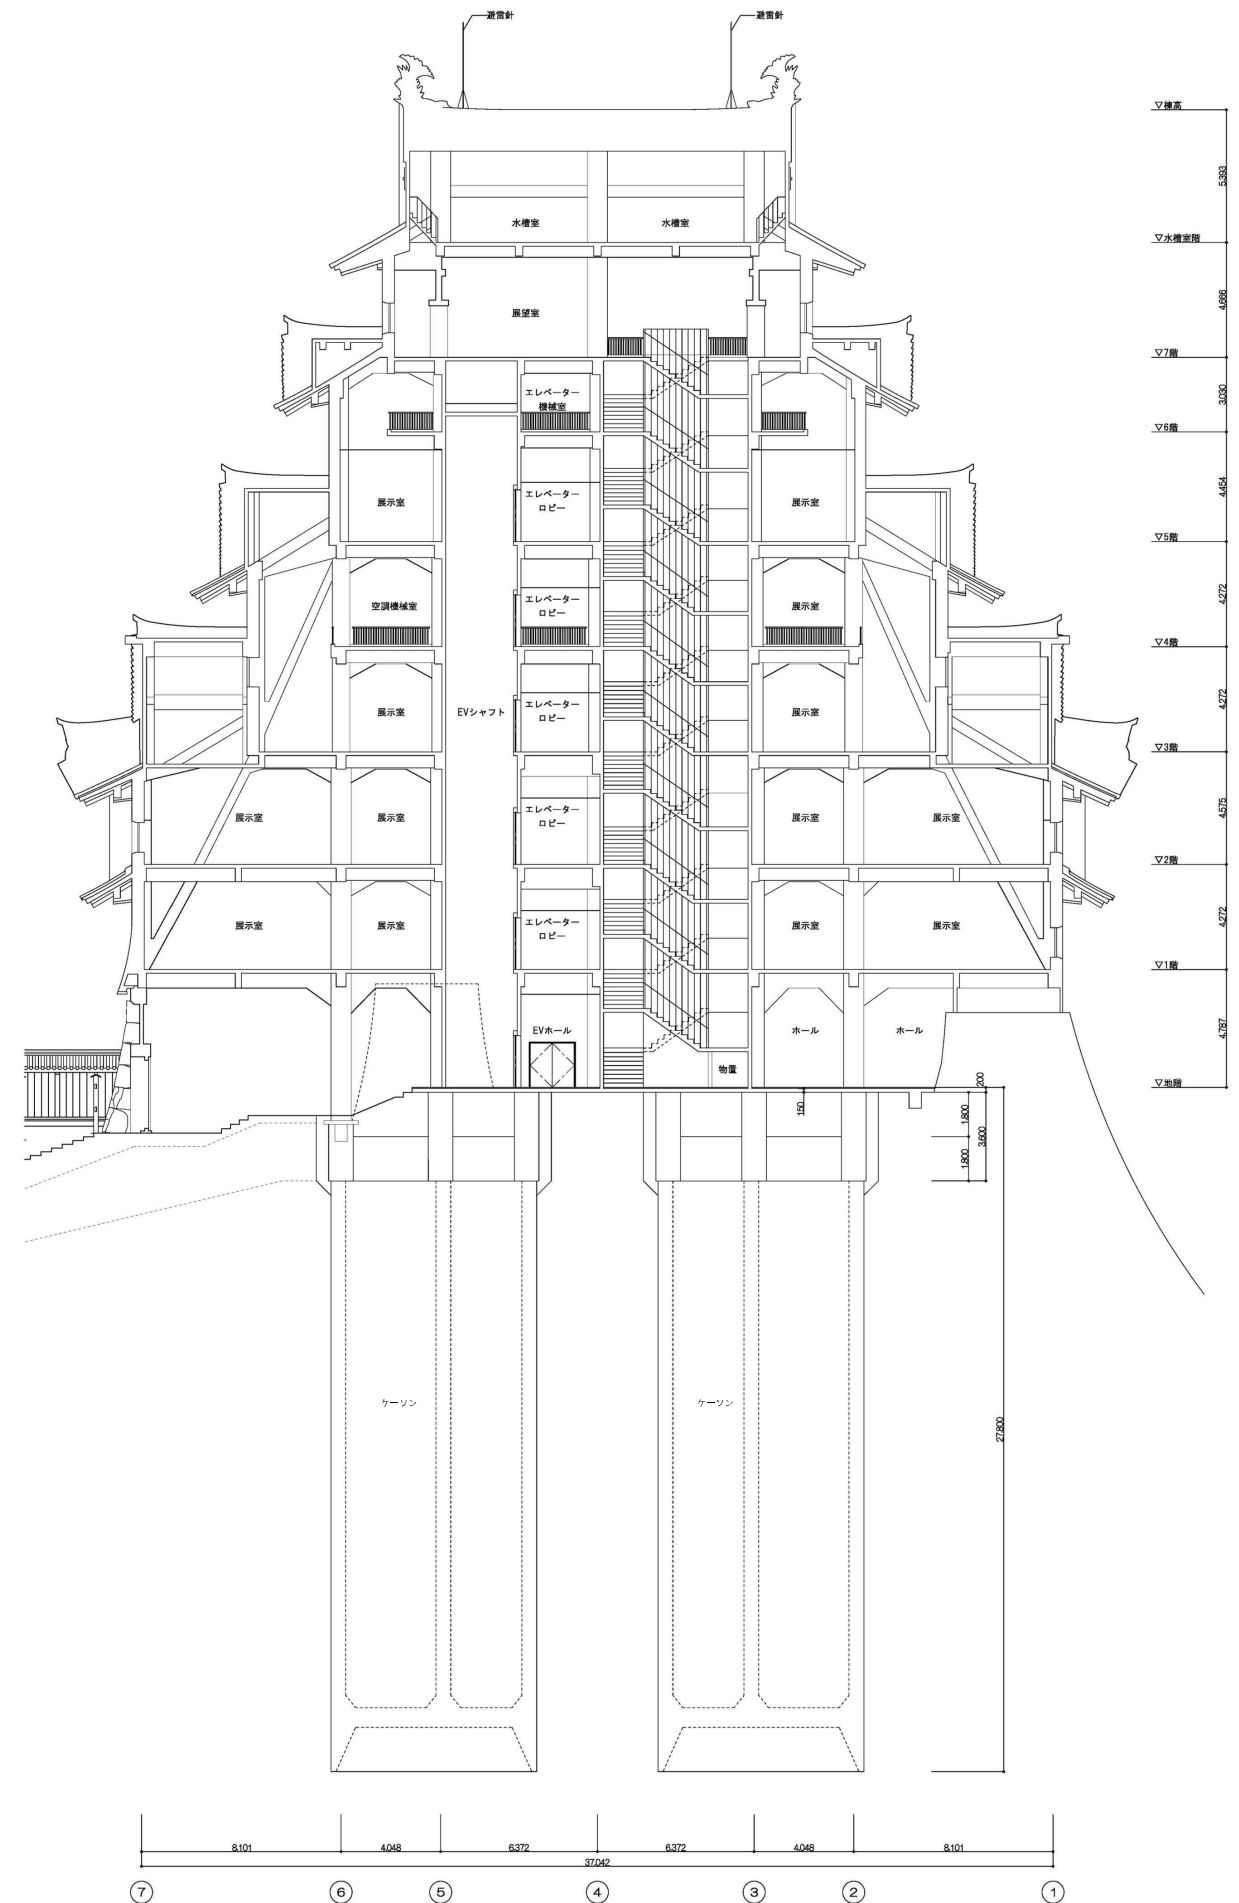 避雷針
避雷針
▽棟高
5.393
水槽室
水槽室
▽水槽室階
4.666
展望室
▽7階
エレベーター
機械室
3.030
▽6階
展示室
エレベーター
ロビー
展示室
4.454
▽5階
空調機械室
エレベーター
ロビー
展示室
4.272
▽4階
展示室
EVシャフト
エレベーター
ロビー
展示室
4.272
▽3階
展示室
展示室
エレベーター
ロビー
展示室
展示室
4.575
▽2階
展示室
展示室
エレベーター
ロビー
展示室
展示室
4.272
▽1階
EVホール
ホール
ホール
4.787
物置
▽地階
200
150
1.800
3.600
1.800
ケーソン
ケーソン
27.800
8.101
4.048
6.372
6.372
4.048
8.101
37.042
7
6
5
4
3
2
1